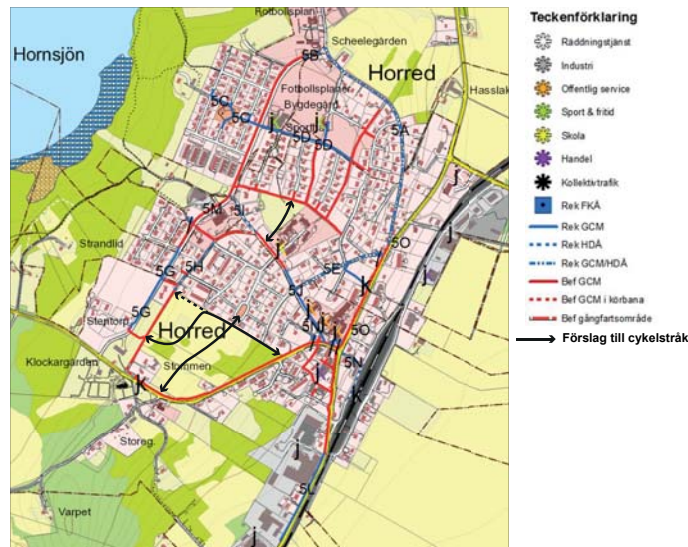 Teckenförklaring
Räddningstjänst
Industri
Offentlig service
Sport & fritid
Skola
Handel
Kollektivtrafik
Rek FKÅ
Rek GCM
Rek HDÅ
Rek GCM/HDÅ
Bef GCM
Bef GCM i körbana
Bef gångfartsområde
Förslag till cykelstråk
Fotbollsplan
Scheelegården
Hornsjön
5B
Horred
Hasslak
Fotbollsplaner
Bygdegård
5C
5C
j
j
5A
5D
5D
j
5M
5I
j
Strandlid
5H
5G
5O
j
5E
5J
k
5G
Stentorp
Horred
j
j
5N
5O
Klockargården
Stommen
5N
k
j
k
Storeg.
j
5L
Varpet
j